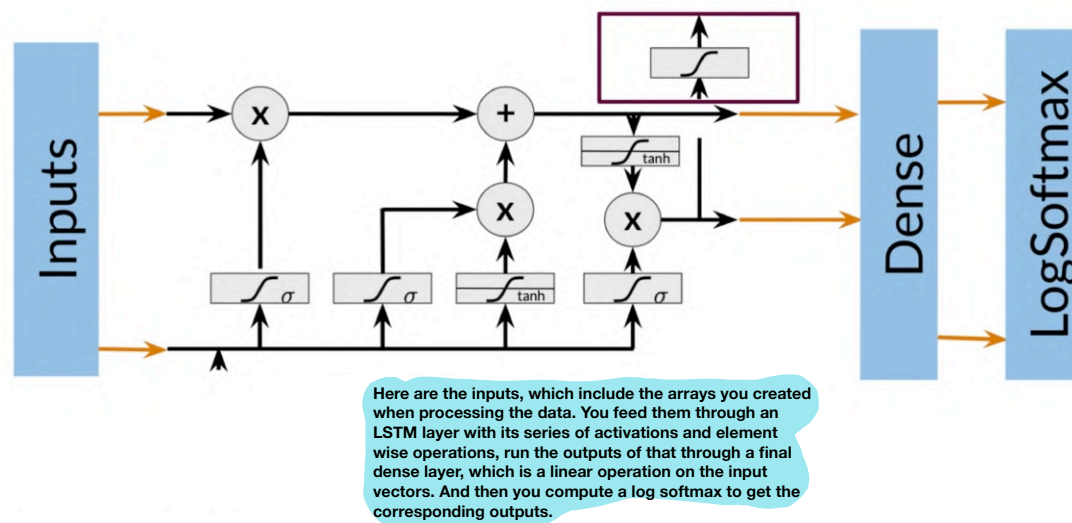 Inputs
X
+
X
tanh
X
σ
σ
tanh
σ
Dense
LogSoftmax
Here are the inputs, which include the arrays you created
when processing the data. You feed them through an
LSTM layer with its series of activations and element
wise operations, run the outputs of that through a final
dense layer, which is a linear operation on the input
vectors. And then you compute a log softmax to get the
corresponding outputs.